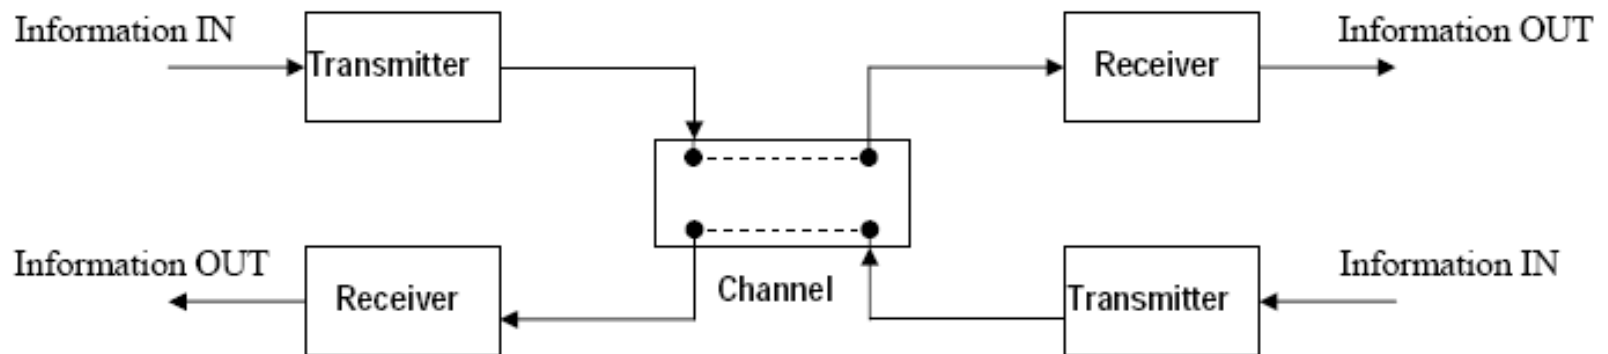 Information IN
Transmitter
Receiver
Information OUT
Information OUT
Receiver
Channel
Transmitter
Information IN